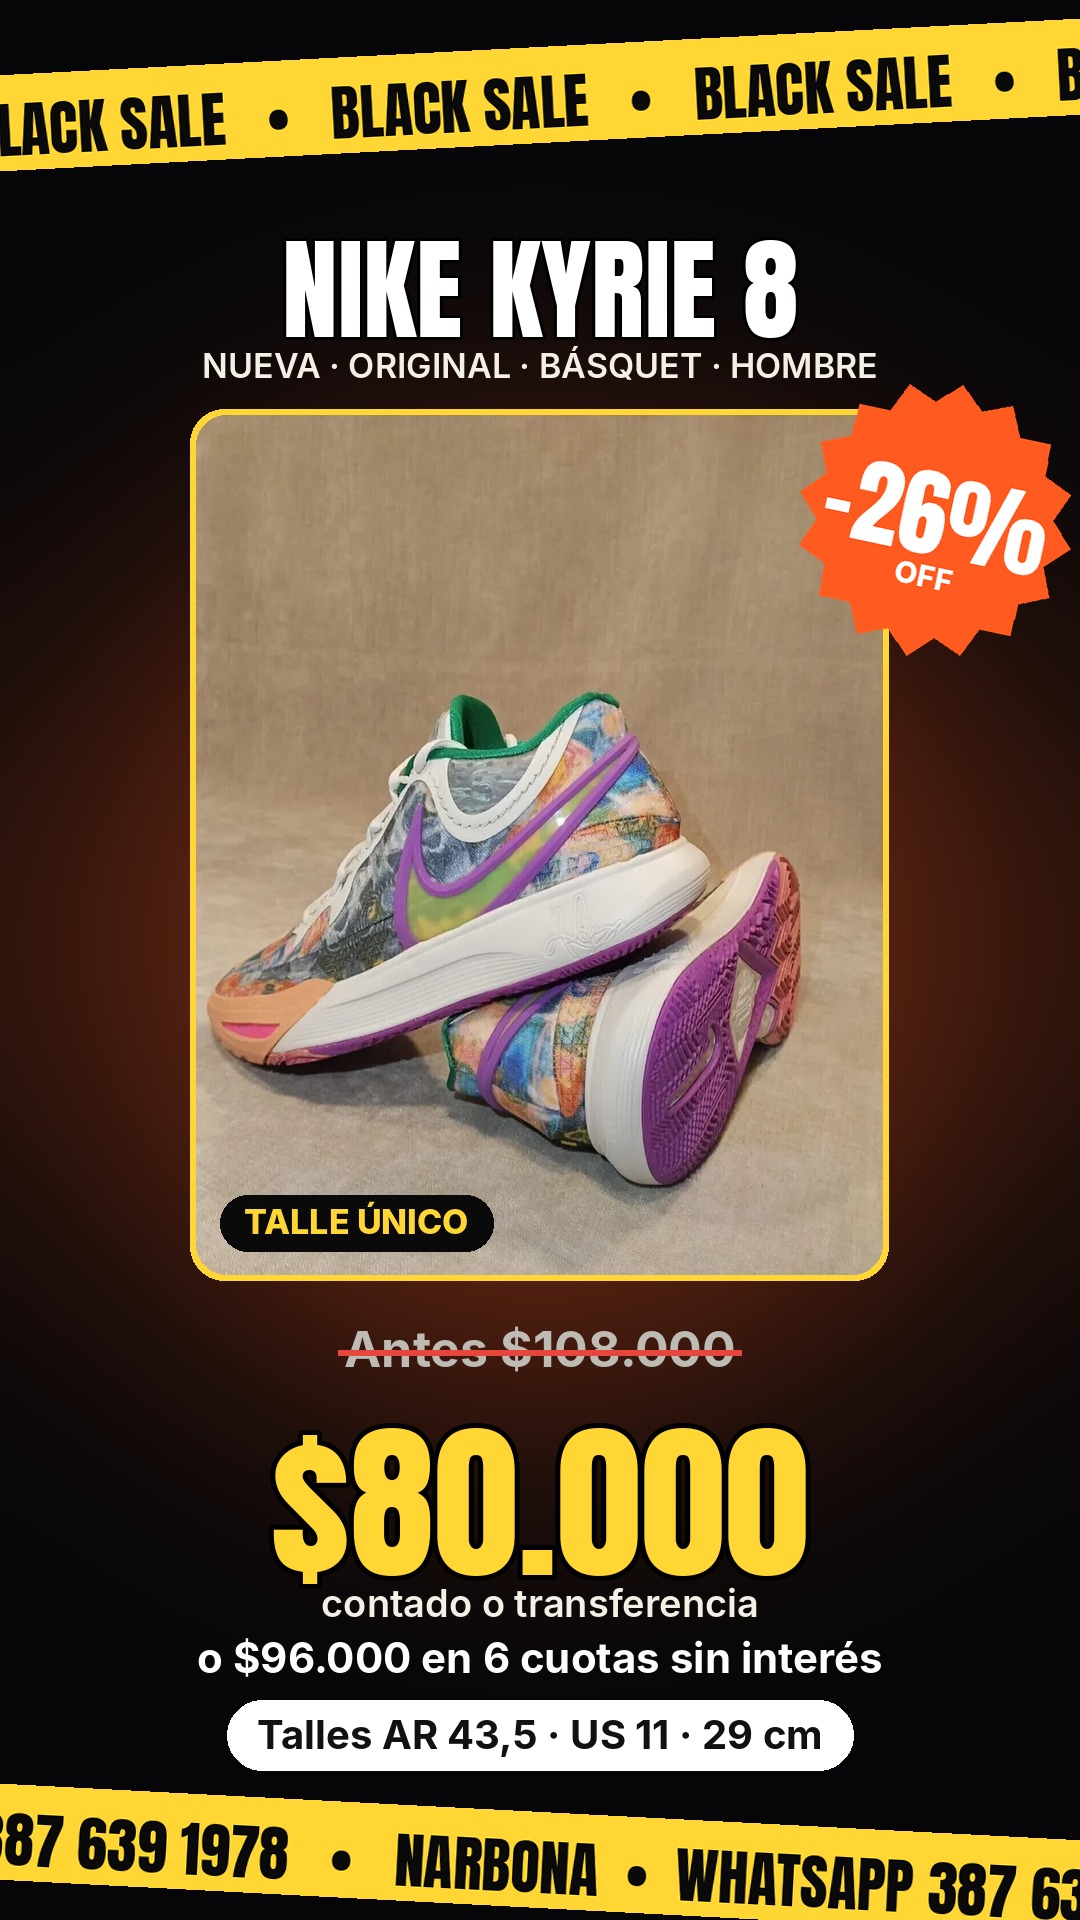 LACK SALE • BLACK SALE • BLACK SALE • B
NIKE KYRIE 8
NUEVA · ORIGINAL · BÁSQUET · HOMBRE
-26%
OFF
TALLE ÚNICO
Antes $108.000
$80.000
contado o transferencia
o $96.000 en 6 cuotas sin interés
Talles AR 43,5 · US 11 · 29 cm
387 639 1978 • NARBONA • WHATSAPP 387 63